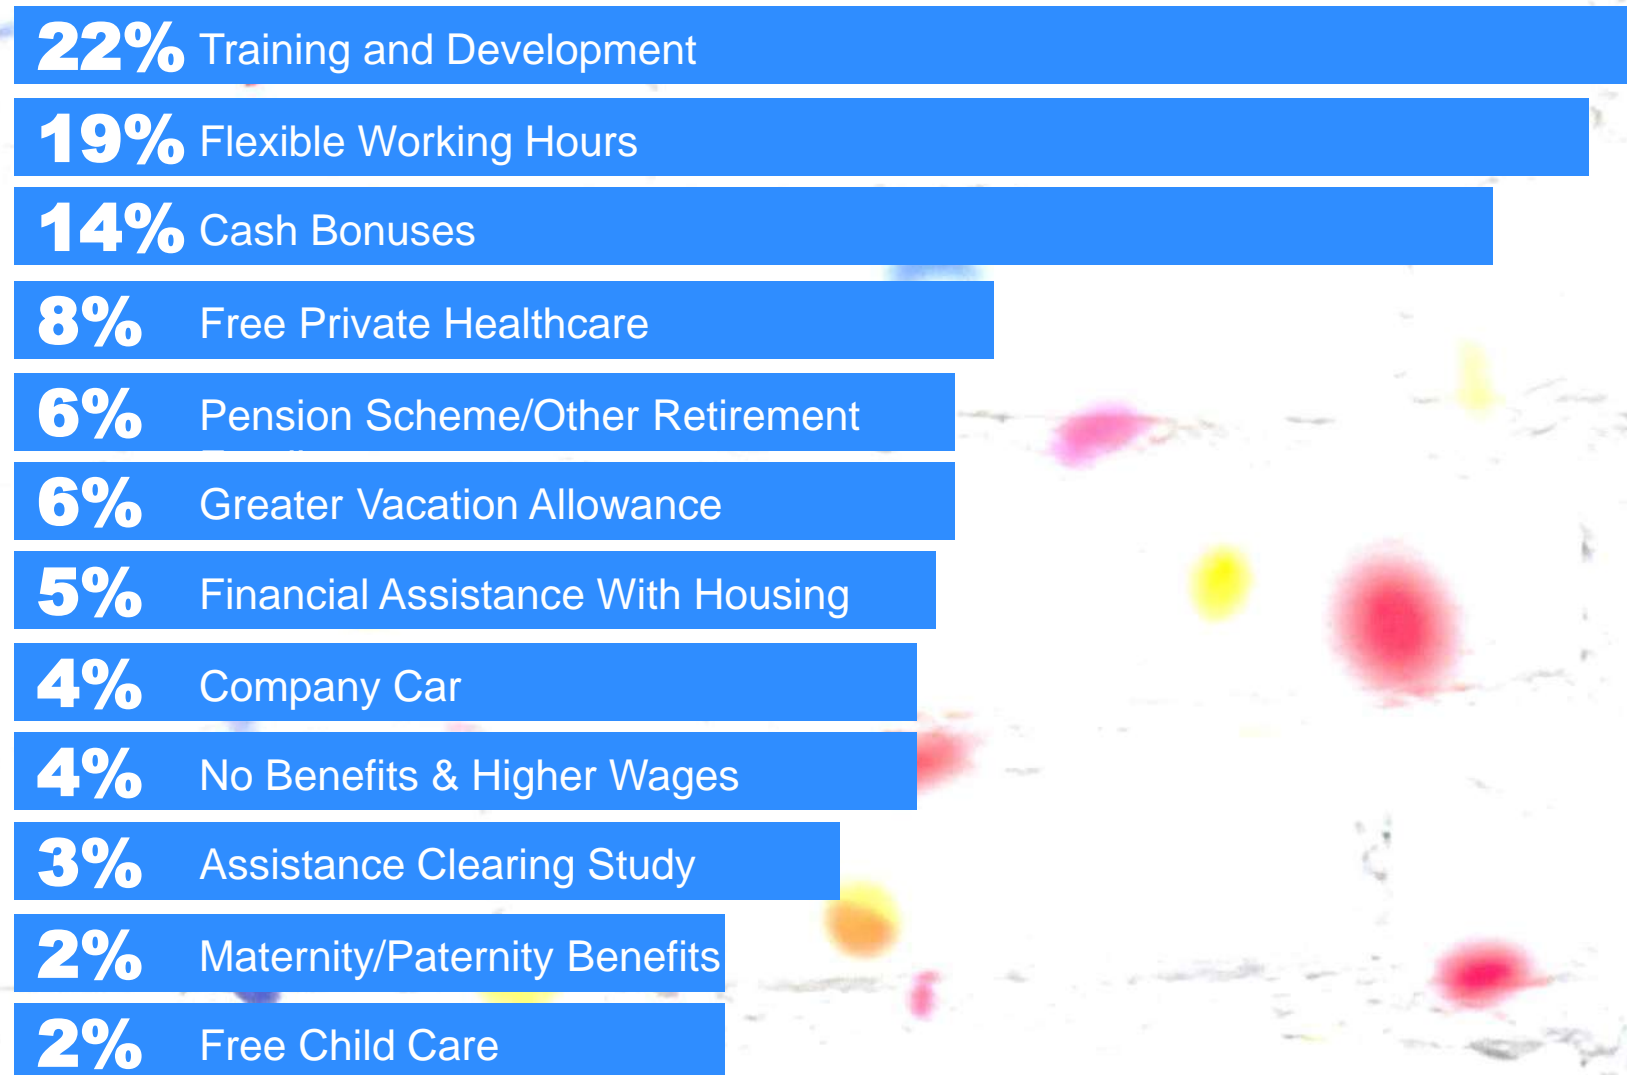 22% Training and Development
19% Flexible Working Hours
14% Cash Bonuses
8% Free Private Healthcare
6% Pension Scheme/Other Retirement
6% Greater Vacation Allowance
5% Financial Assistance With Housing
4% Company Car
4% No Benefits & Higher Wages
3% Assistance Clearing Study
2% Maternity/Paternity Benefits
2% Free Child Care